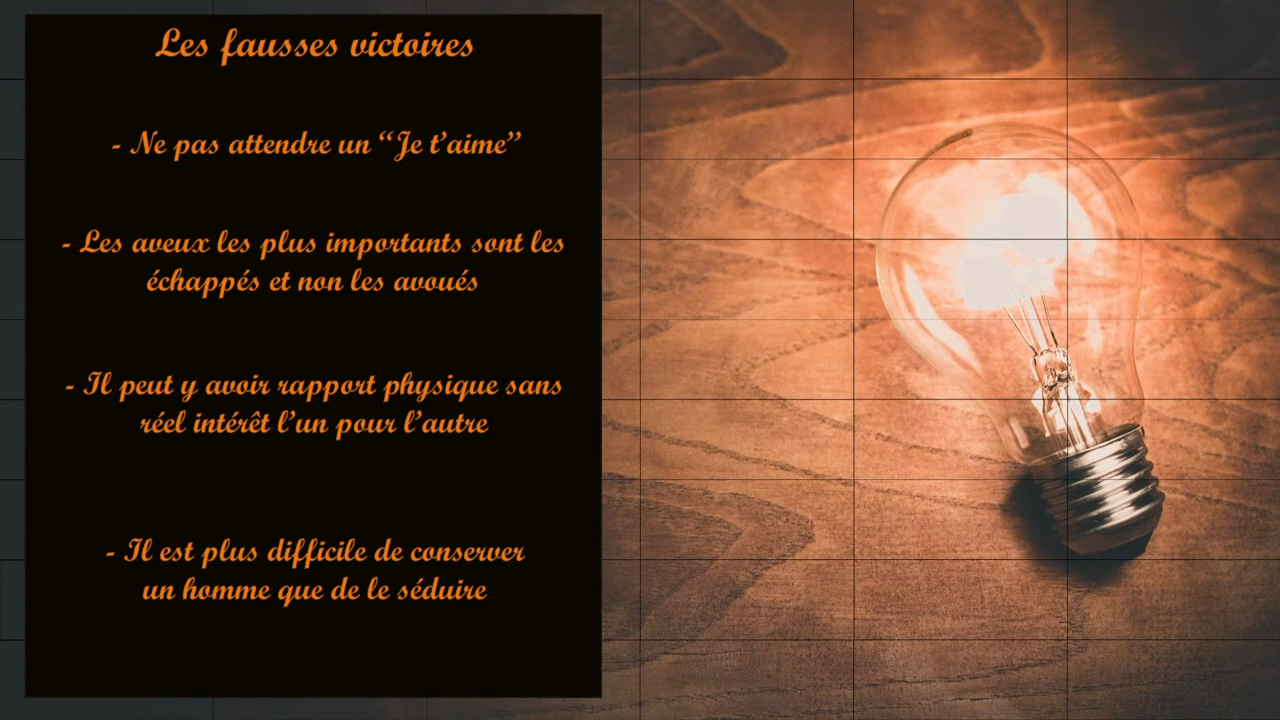 Les fausses victoires
- Ne pas attendre un “Je t’aime”
- Les aveux les plus importants sont les
échappés et non les avoués
- Il peut y avoir rapport physique sans
réel intérêt l’un pour l’autre
- Il est plus difficile de conserver
un homme que de le séduire